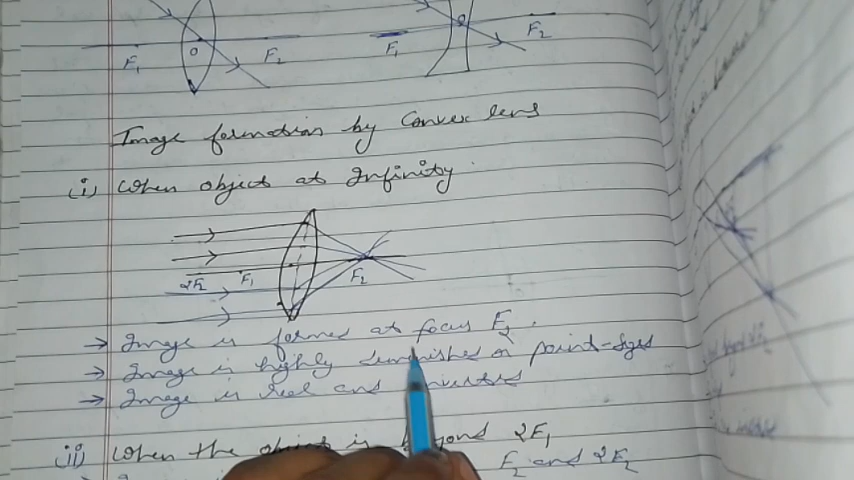 O
F₁
F₂
F₁
F₂
Image formation by Convex lens
(i) When object at Infinity
2F₂ F₁ F₂
→ Image is formed at focus F₂.
→ Image is highly diminished or point-sized
→ Image is real and inverted
(ii) When the object is beyond 2F₁
F₂ and 2F₂